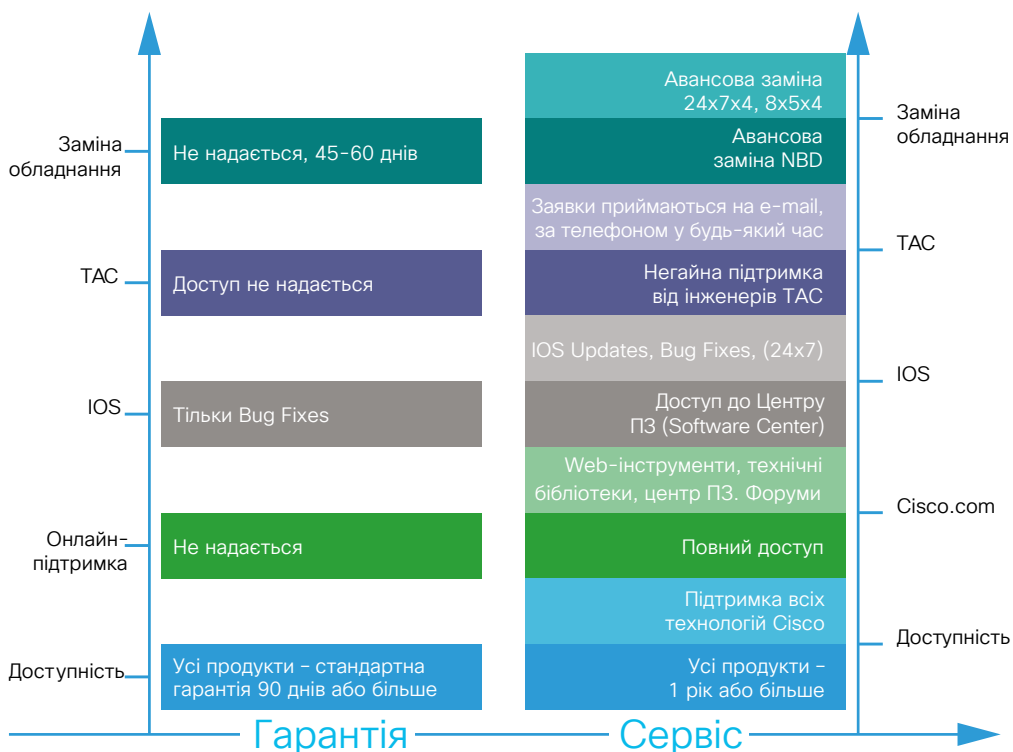 Заміна
обладнання
Не надається, 45-60 днів
TAC
Доступ не надається
IOS
Тільки Bug Fixes
Онлайн-
підтримка
Не надається
Доступність
Усі продукти – стандартна
гарантія 90 днів або більше
Гарантія
Авансова заміна
24x7x4, 8x5x4
Авансова
заміна NBD
Заміна
обладнання
Заявки приймаються на e-mail,
за телефоном у будь-який час
Негайна підтримка
від інженерів TAC
TAC
IOS Updates, Bug Fixes, (24x7)
Доступ до Центру
ПЗ (Software Center)
IOS
Web-інструменти, технічні
бібліотеки, центр ПЗ. Форуми
Повний доступ
Cisco.com
Підтримка всіх
технологій Cisco
Усі продукти –
1 рік або більше
Доступність
Сервіс